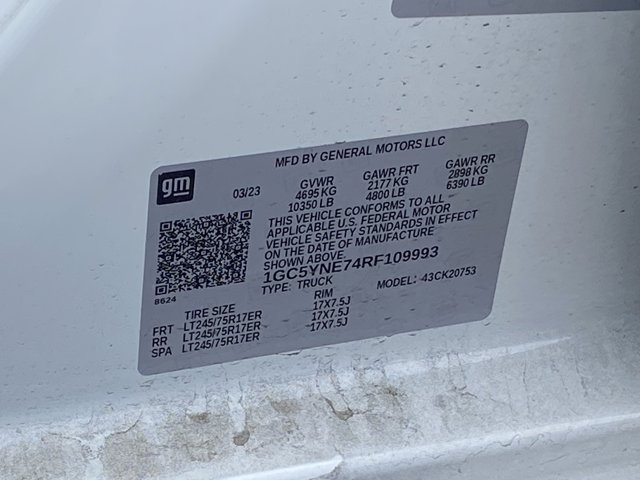 MFD BY GENERAL MOTORS LLC
gm
03/23
GVWR GAWR FRT GAWR RR
4695 KG 2177 KG 2898 KG
10350 LB 4800 LB 6390 LB
THIS VEHICLE CONFORMS TO ALL
APPLICABLE U.S. FEDERAL MOTOR
VEHICLE SAFETY STANDARDS IN EFFECT
ON THE DATE OF MANUFACTURE
SHOWN ABOVE.
1GC5YNE74RF109993
TYPE: TRUCK MODEL: 43CK20753
8624
TIRE SIZE RIM
FRT LT245/75R17ER 17X7.5J
RR LT245/75R17ER 17X7.5J
SPA LT245/75R17ER 17X7.5J